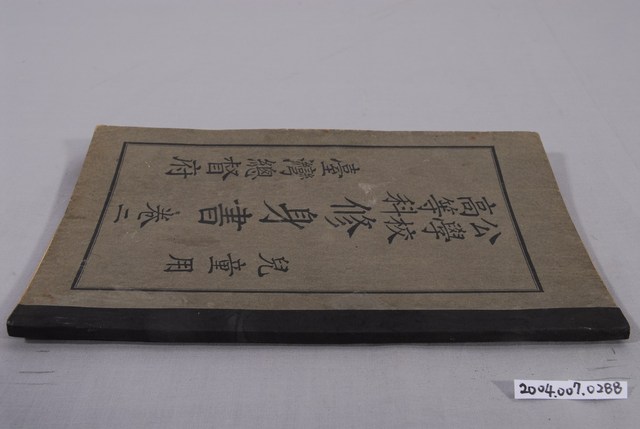 公學校
高等科
修身書 卷二
兒童用
臺灣總督府
2004.007.0288